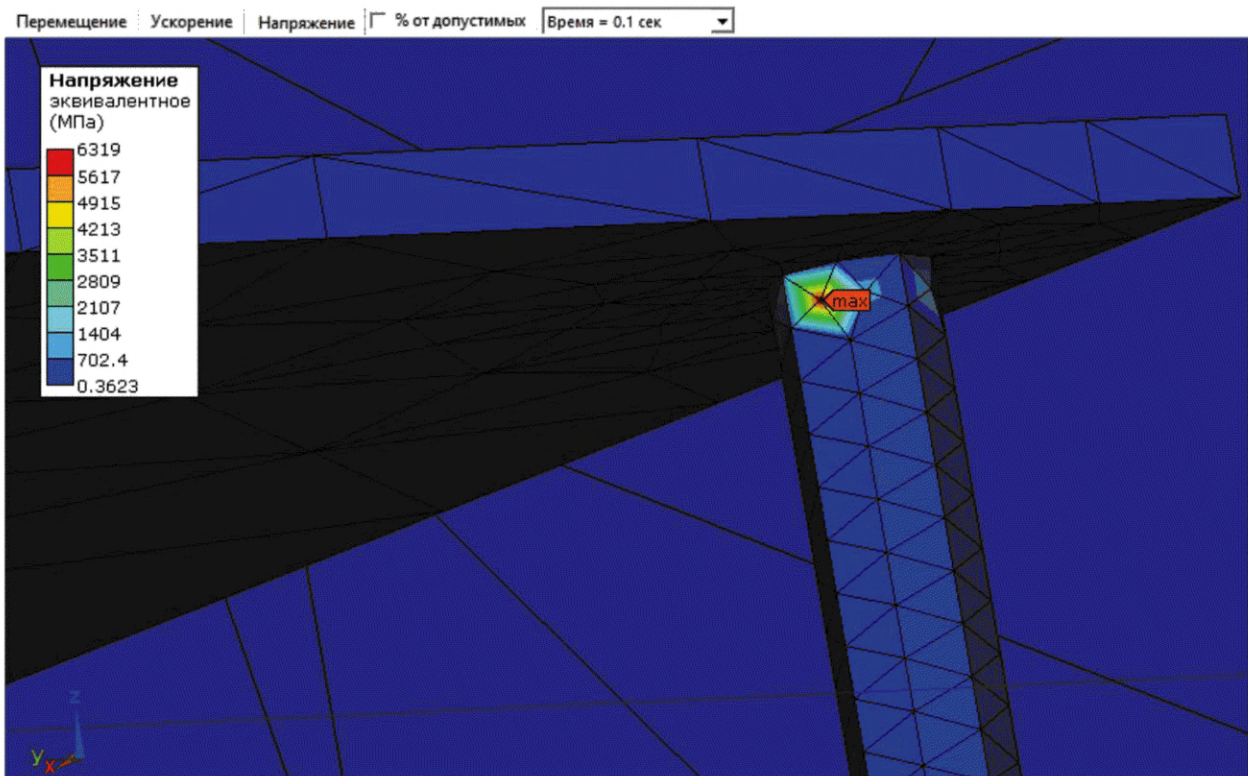 Перемещение Ускорение Напряжение % от допустимых Время = 0.1 сек
Напряжение
эквивалентное
(МПа)
6319
5617
4915
4213
3511
2809
2107
1404
702.4
0.3623
max
z
y x